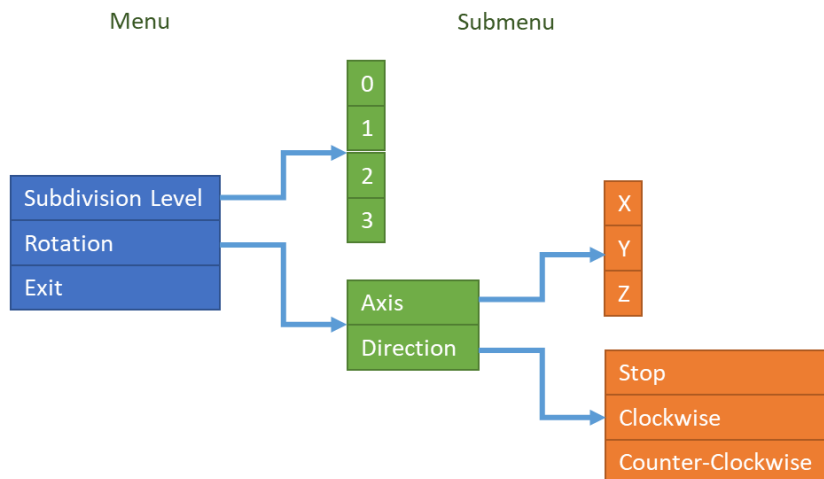 Menu
Submenu
0
1
2
3
Subdivision Level
Rotation
Exit
Axis
Direction
X
Y
Z
Stop
Clockwise
Counter-Clockwise